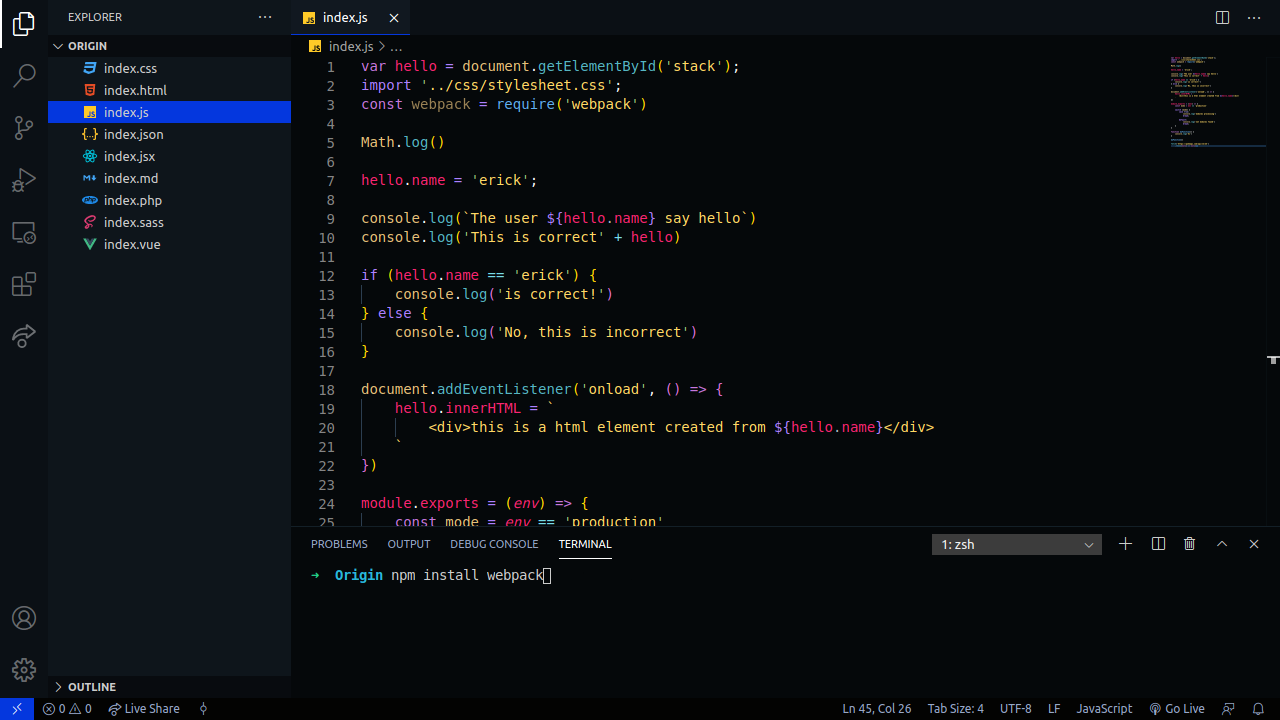 EXPLORER
ORIGIN
index.css
index.html
index.js
index.json
index.jsx
index.md
index.php
index.sass
index.vue
OUTLINE
index.js
index.js > ...
1 var hello = document.getElementById('stack');
2 import '../css/stylesheet.css';
3 const webpack = require('webpack')
4
5 Math.log()
6
7 hello.name = 'erick';
8
9 console.log(`The user ${hello.name} say hello`)
10 console.log('This is correct' + hello)
11
12 if (hello.name == 'erick') {
13     console.log('is correct!')
14 } else {
15     console.log('No, this is incorrect')
16 }
17
18 document.addEventListener('onload', () => {
19     hello.innerHTML = `
20         <div>this is a html element created from ${hello.name}</div>
21     `
22 })
23
24 module.exports = (env) => {
25     const mode = env == 'production'
PROBLEMS OUTPUT DEBUG CONSOLE TERMINAL 1: zsh
➜ Origin npm install webpack
0 0 Live Share Ln 45, Col 26 Tab Size: 4 UTF-8 LF JavaScript Go Live